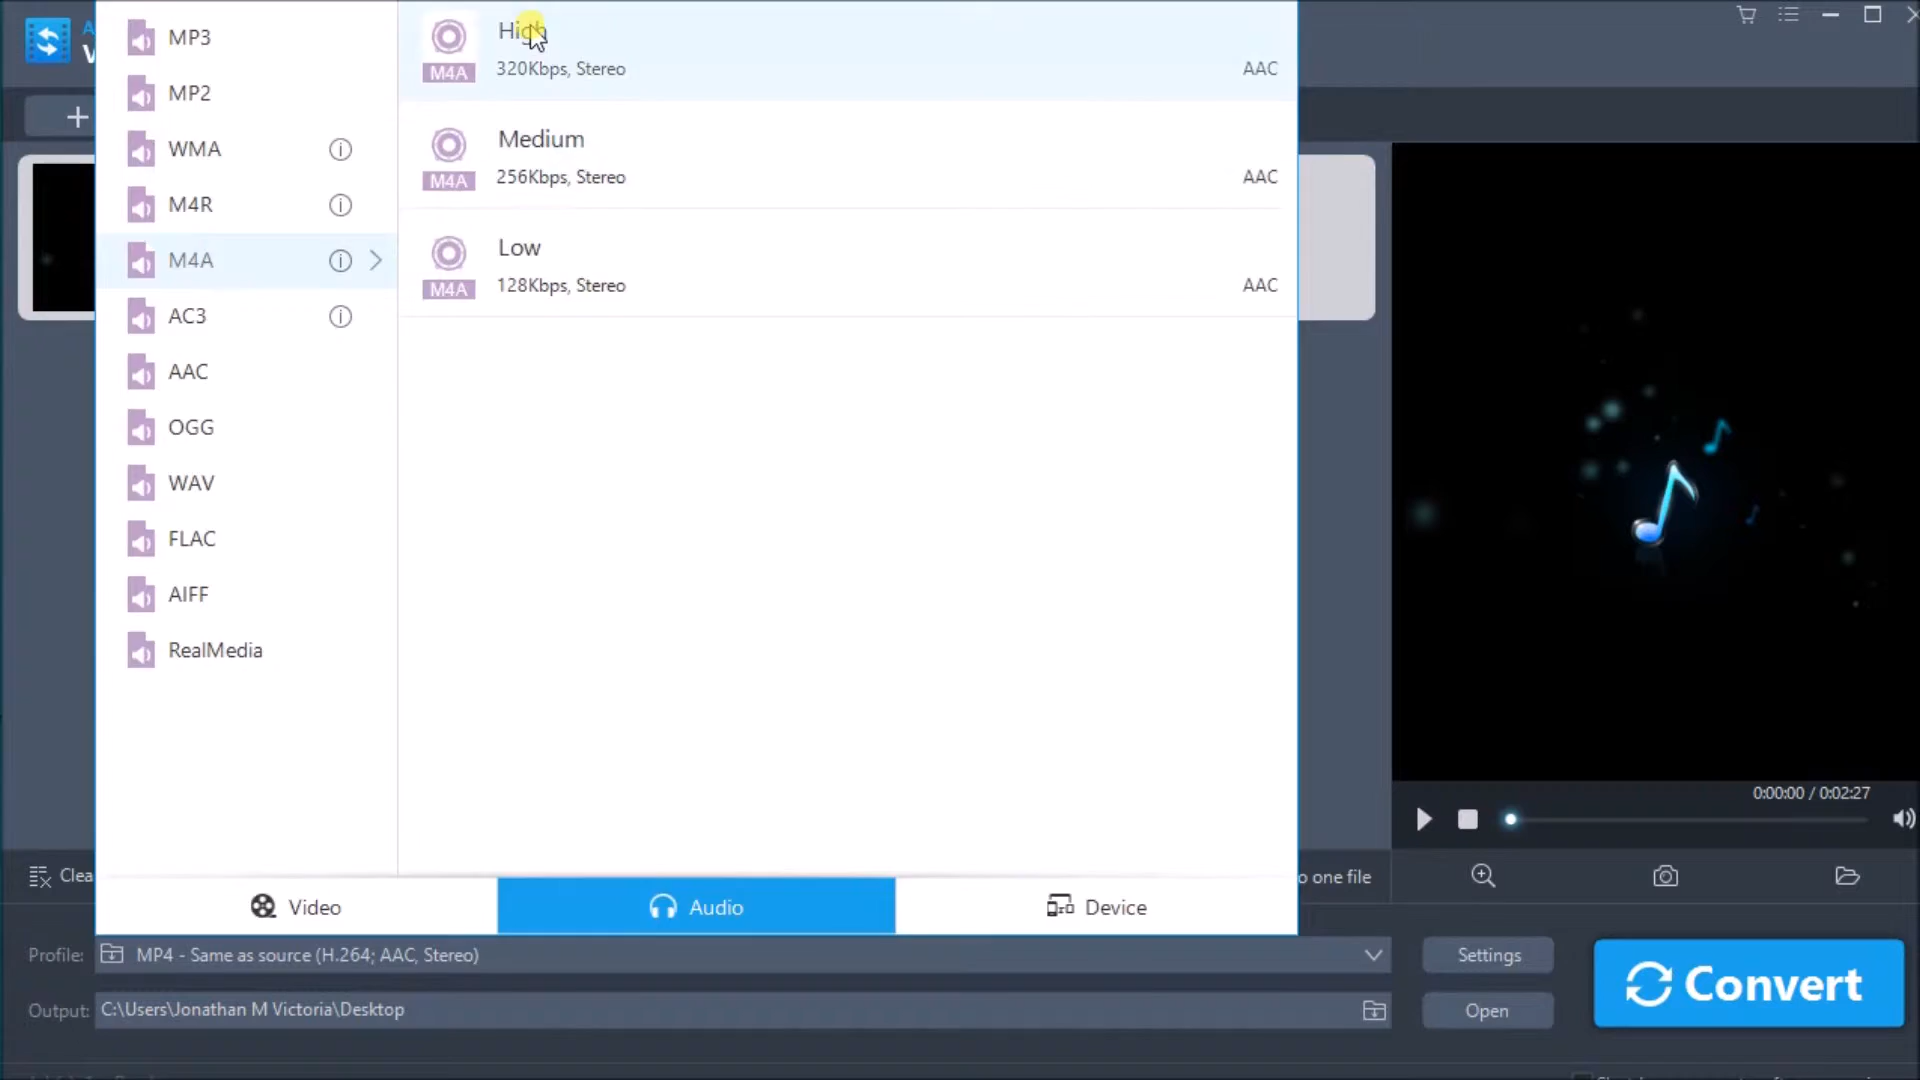 MP3
MP2
WMA
M4R
M4A
AC3
AAC
OGG
WAV
FLAC
AIFF
RealMedia
High
M4A
320Kbps, Stereo
AAC
Medium
M4A
256Kbps, Stereo
AAC
Low
M4A
128Kbps, Stereo
AAC
0:00:00 / 0:02:27
Clea
o one file
Video
Audio
Device
Profile:
MP4 - Same as source (H.264; AAC, Stereo)
Settings
Convert
Output:
C:\Users\Jonathan M Victoria\Desktop
Open